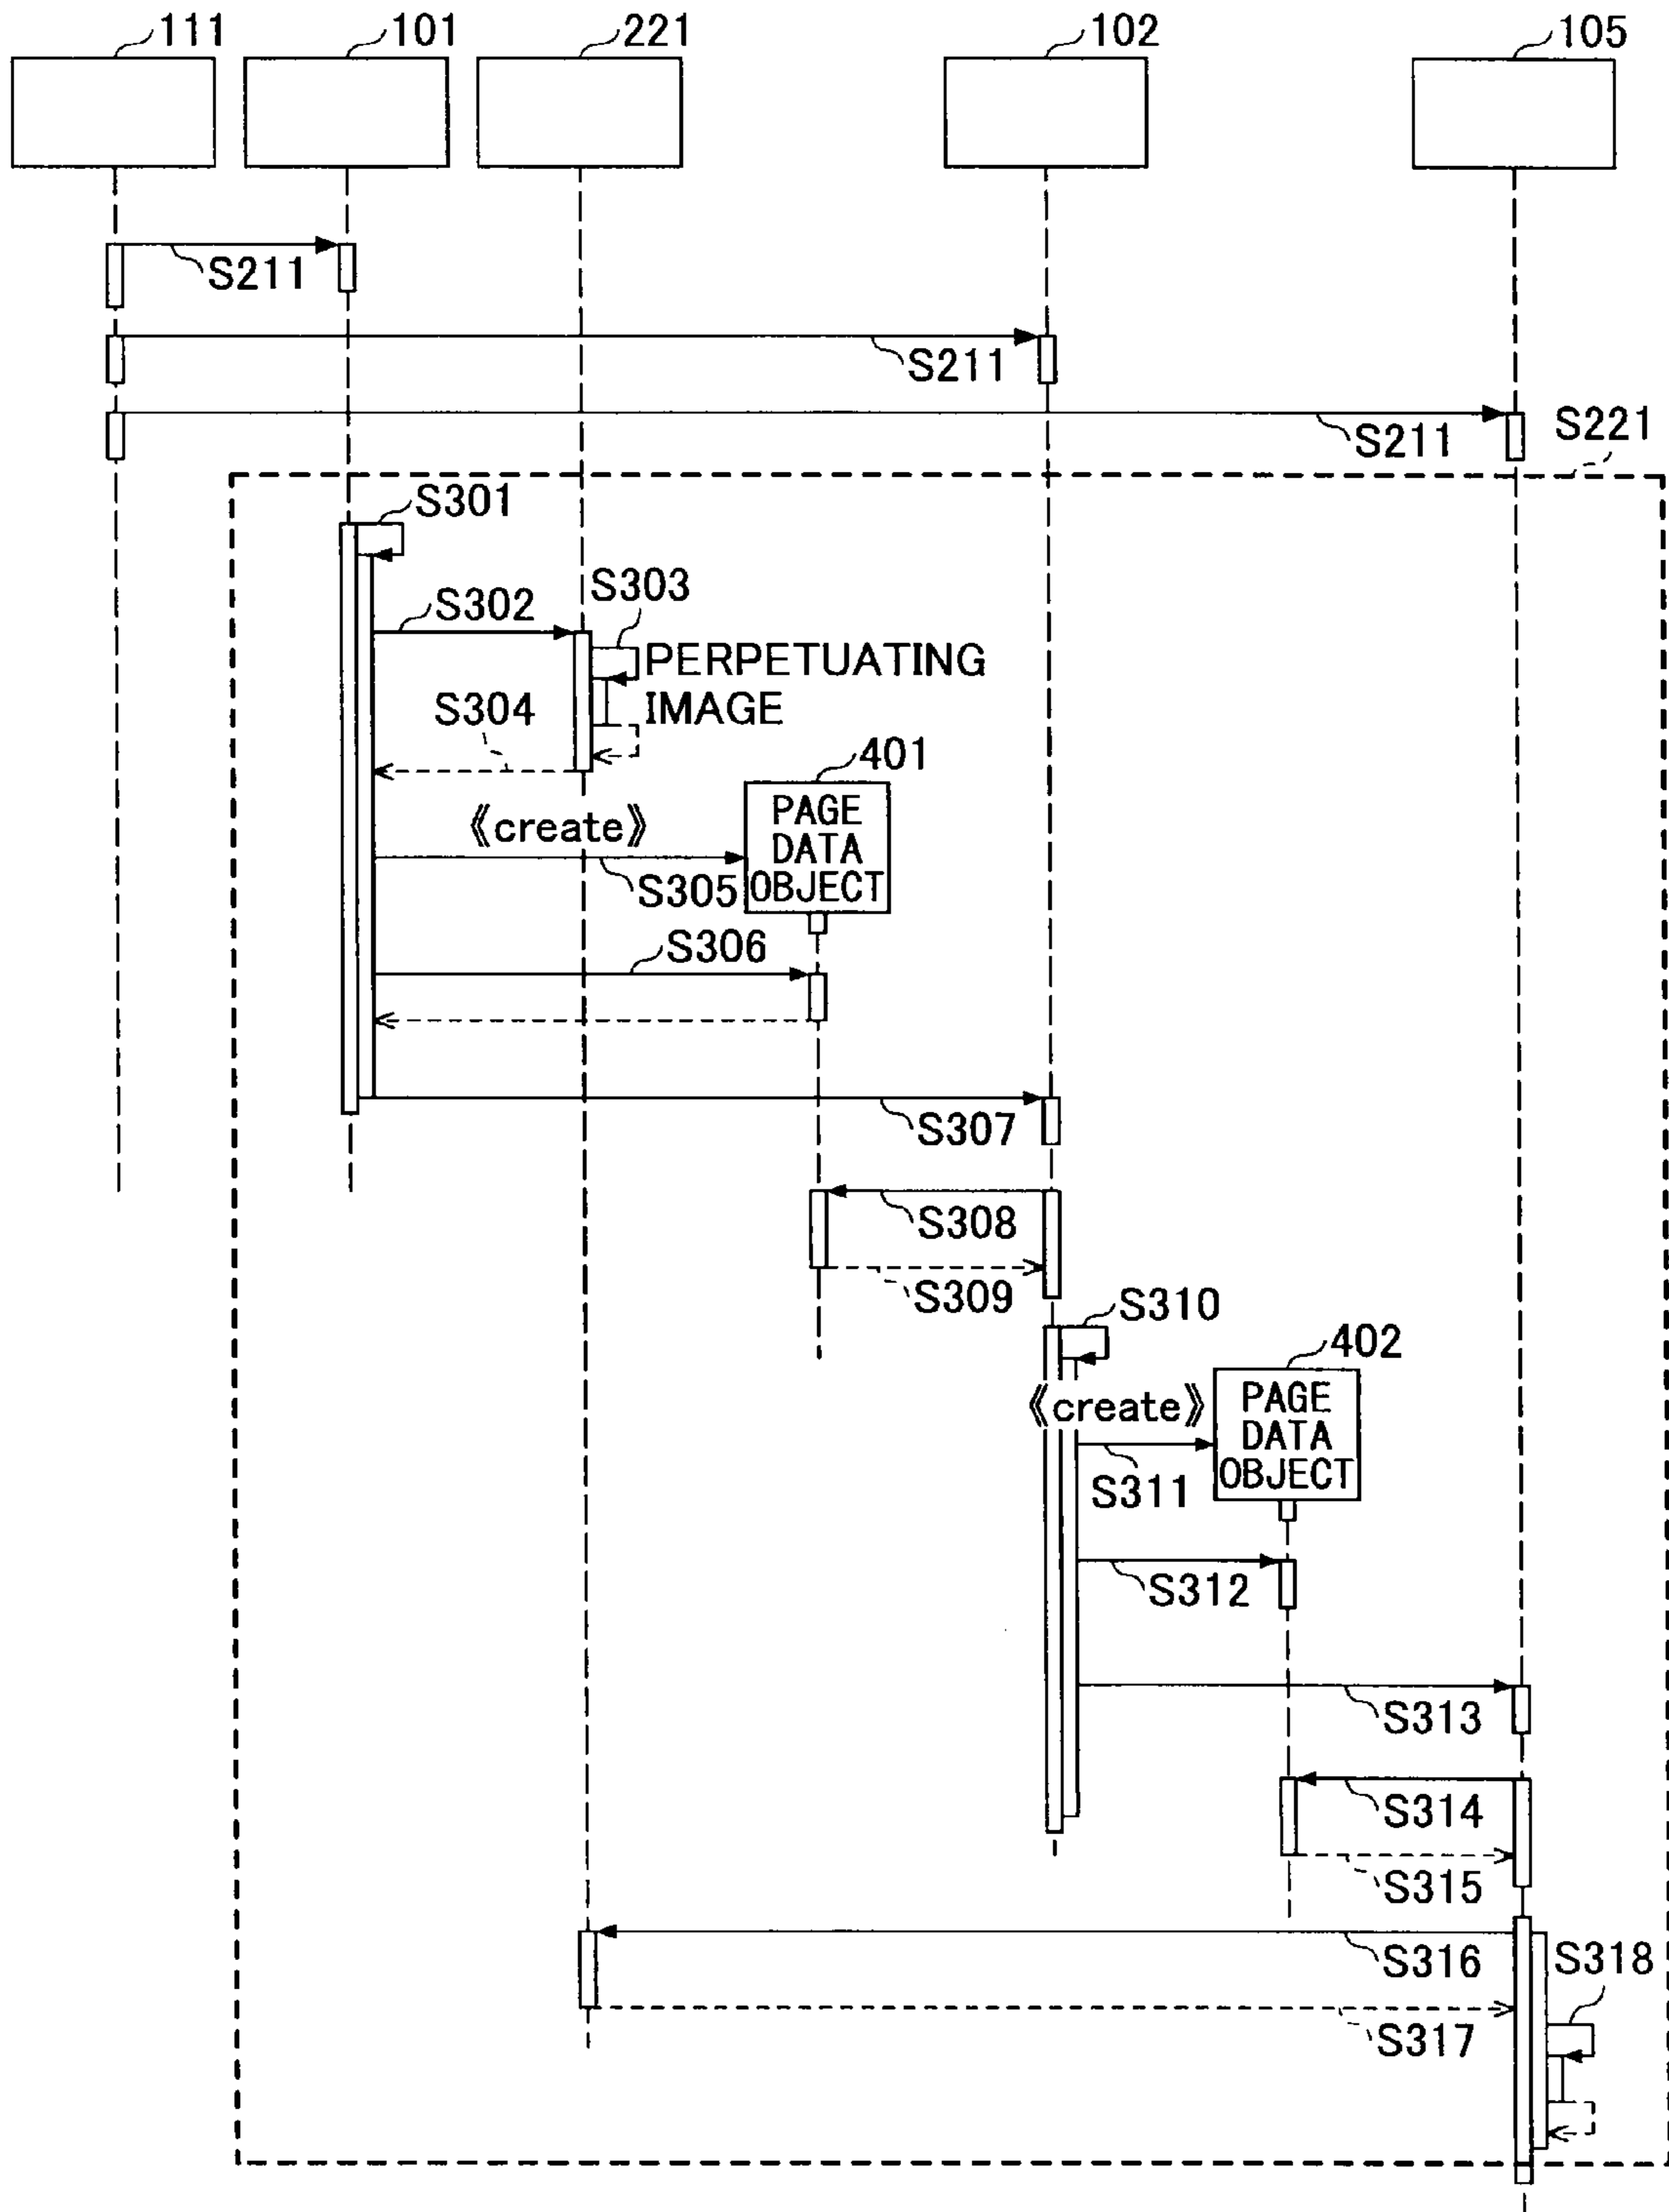 111
101
221
102
105
S211
S211
S211
S221
S301
S302
S303
PERPETUATING
IMAGE
S304
401
PAGE
DATA
OBJECT
《create》
S305
S306
S307
S308
S309
S310
402
PAGE
DATA
OBJECT
《create》
S311
S312
S313
S314
S315
S316
S318
S317